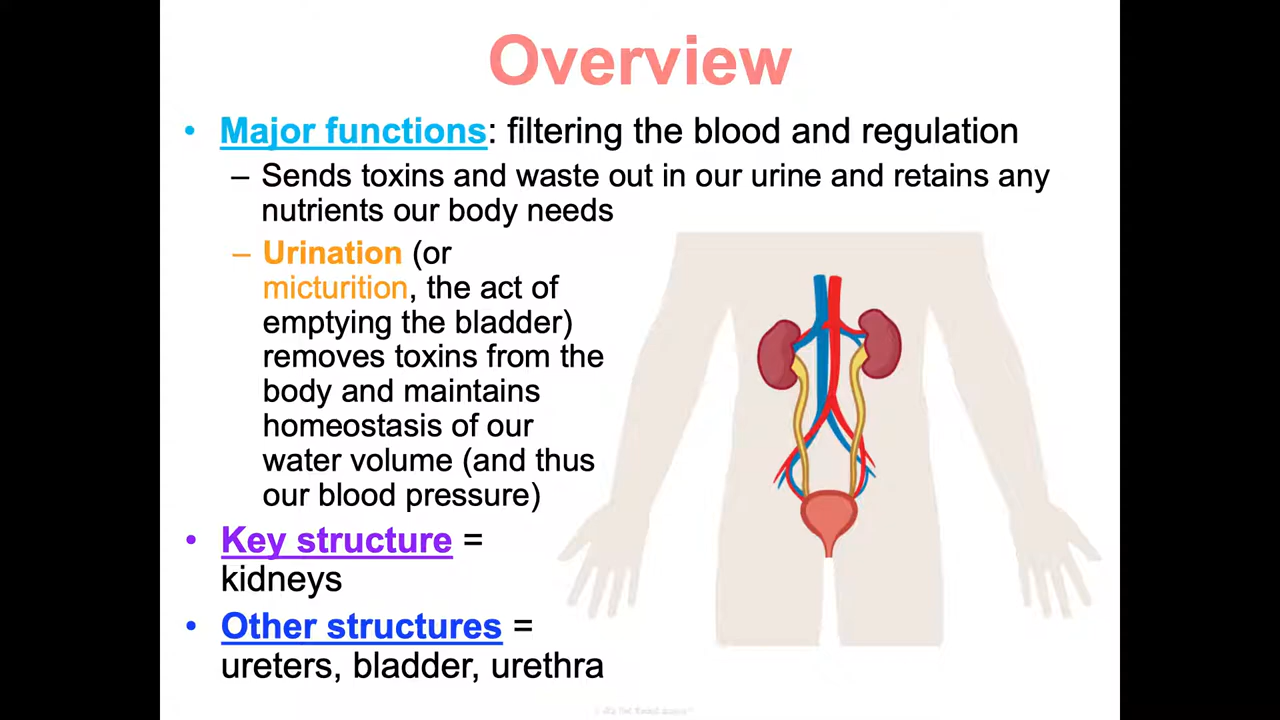 Overview
• Major functions: filtering the blood and regulation
– Sends toxins and waste out in our urine and retains any
nutrients our body needs
– Urination (or
micturition, the act of
emptying the bladder)
removes toxins from the
body and maintains
homeostasis of our
water volume (and thus
our blood pressure)
• Key structure =
kidneys
• Other structures =
ureters, bladder, urethra